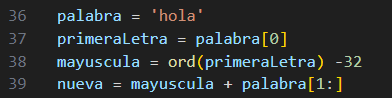 36 palabra = 'hola'
37 primeraLetra = palabra[0]
38 mayuscula = ord(primeraLetra) -32
39 nueva = mayuscula + palabra[1:]